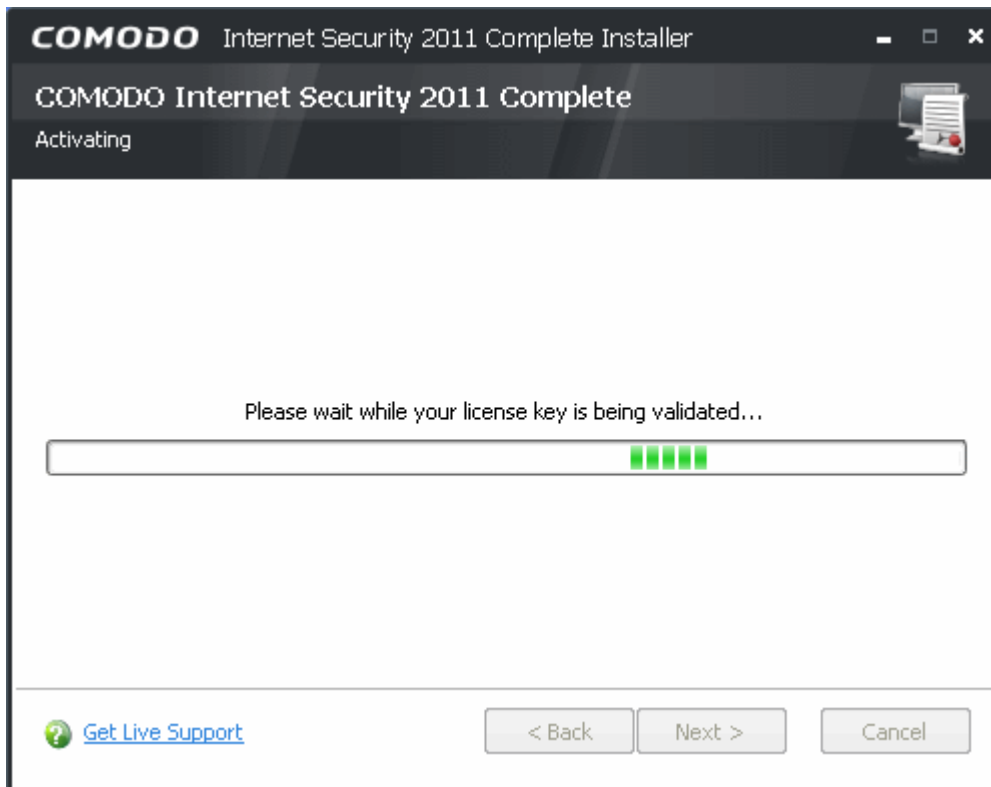 COMODO Internet Security 2011 Complete Installer
COMODO Internet Security 2011 Complete
Activating
Please wait while your license key is being validated...
Get Live Support
< Back
Next >
Cancel